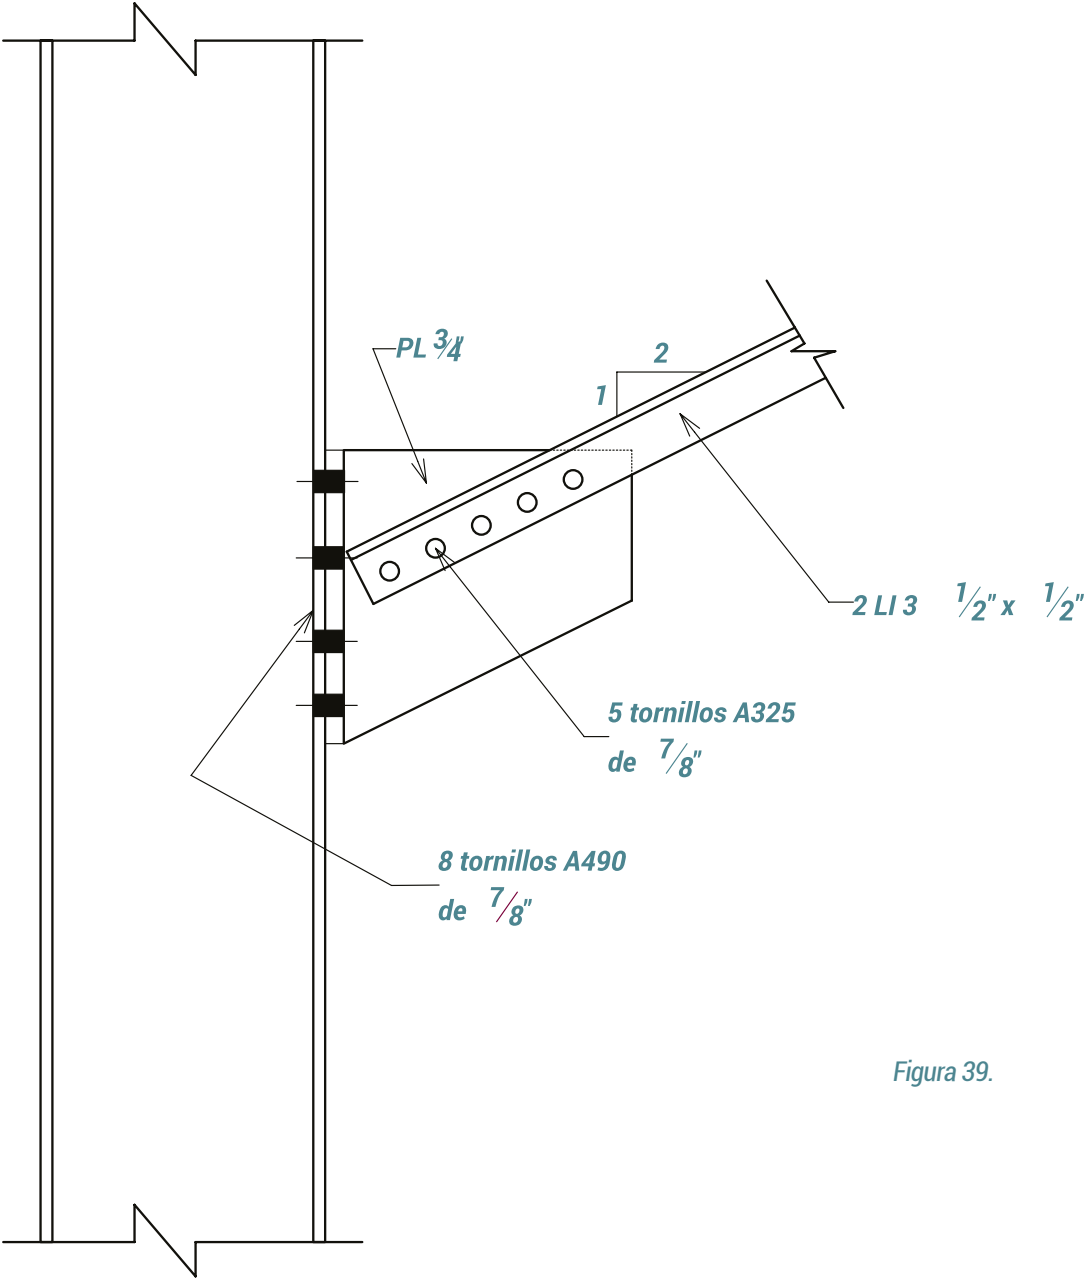 PL 3/4"
2
1
2 LI 3 1/2" x 1/2"
5 tornillos A325
de 7/8"
8 tornillos A490
de 7/8"
Figura 39.